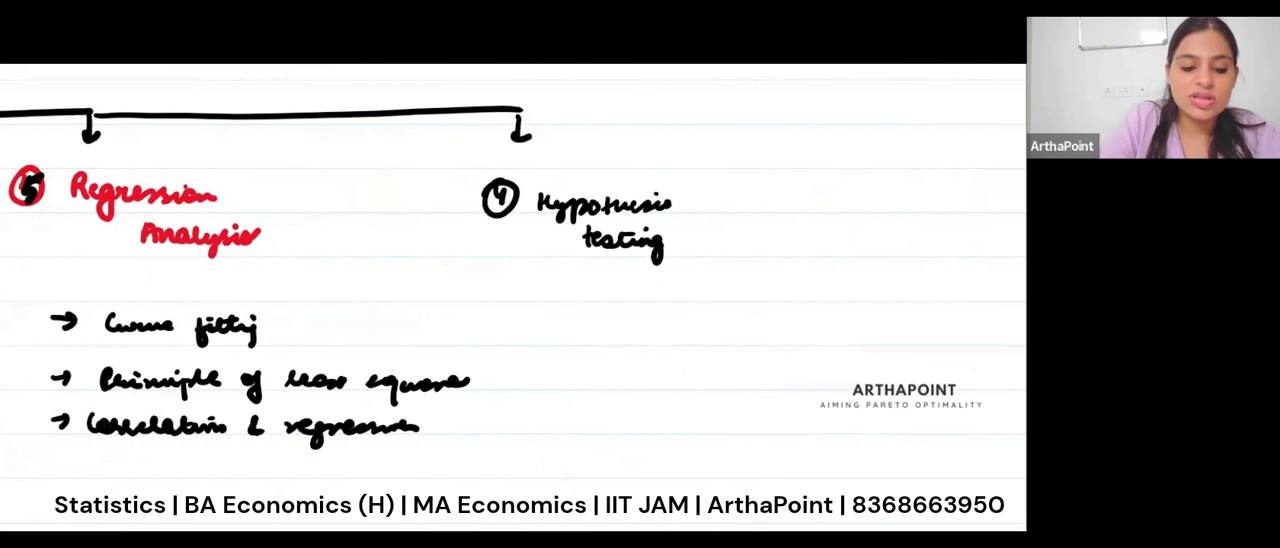 ArthaPoint
5 Regression
Analysis
4 Hypothesis
testing
→ Curve fitting
→ Principle of least squares
→ Correlation & regression
ARTHAPOINT
AIMING PARETO OPTIMALITY
Statistics | BA Economics (H) | MA Economics | IIT JAM | ArthaPoint | 8368663950